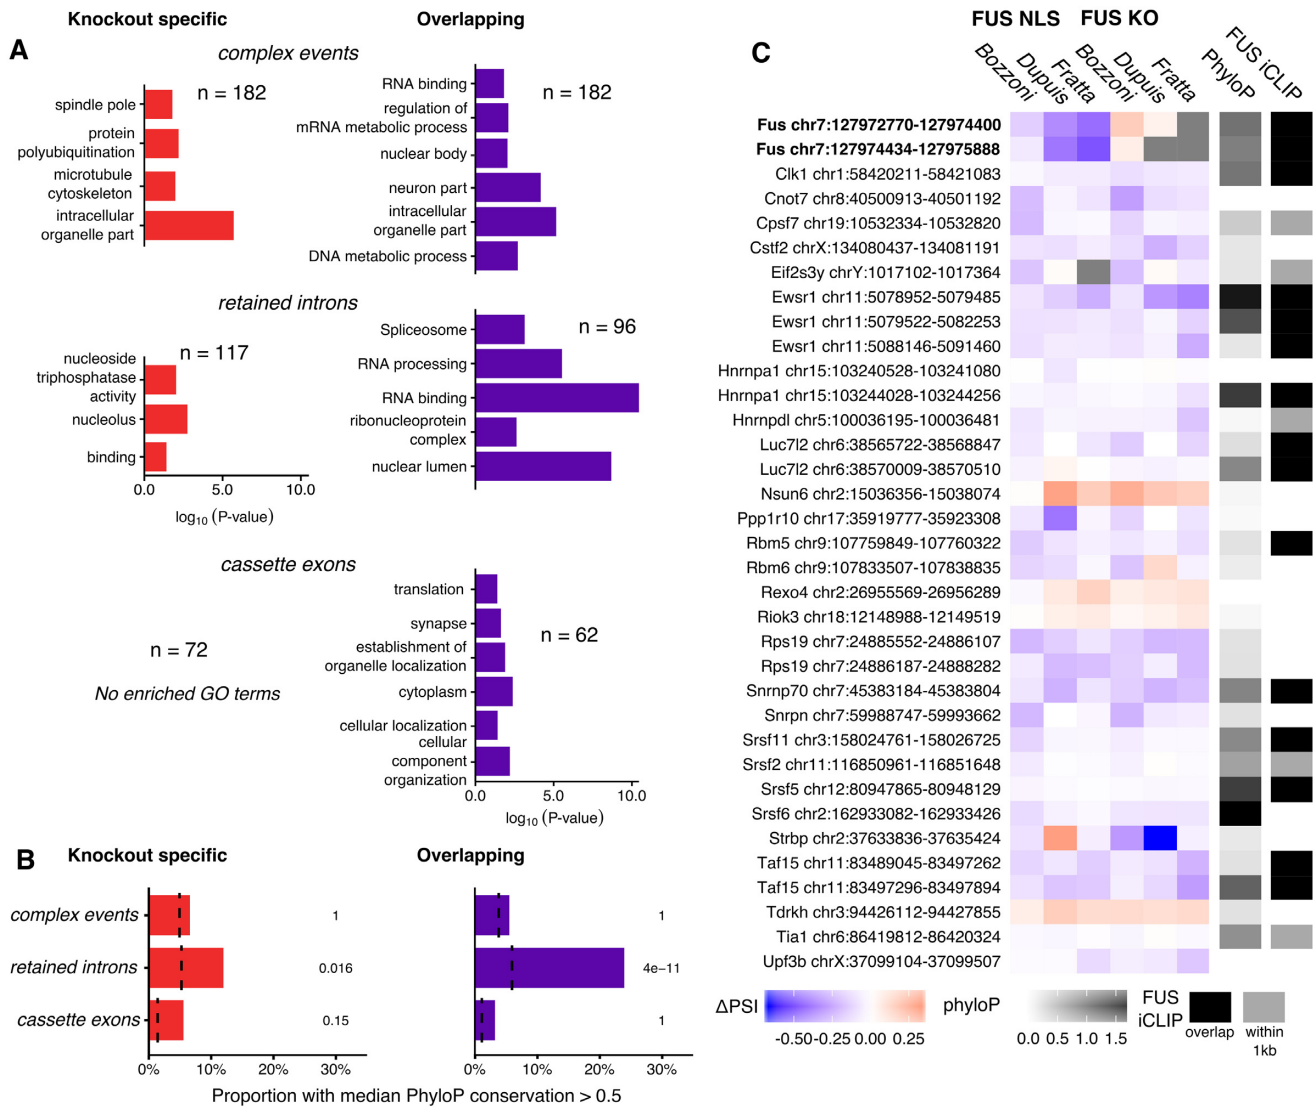 A
Knockout specific
Overlapping
complex events
n = 182
spindle pole
protein
polyubiquitination
microtubule
cytoskeleton
intracellular
organelle part
n = 182
RNA binding
regulation of
mRNA metabolic process
nuclear body
neuron part
intracellular
organelle part
DNA metabolic process
retained introns
n = 117
nucleoside
triphosphatase
activity
nucleolus
binding
0.0
5.0
10.0
log10 (P-value)
n = 96
Spliceosome
RNA processing
RNA binding
ribonucleoprotein
complex
nuclear lumen
cassette exons
n = 72
No enriched GO terms
n = 62
translation
synapse
establishment of
organelle localization
cytoplasm
cellular localization
cellular
component
organization
0.0
5.0
10.0
log10 (P-value)
B
Knockout specific
Overlapping
complex events
1
1
retained introns
0.016
4e−11
cassette exons
0.15
1
0%
10%
20%
30%
0%
10%
20%
30%
Proportion with median PhyloP conservation > 0.5
C
FUS NLS
FUS KO
Bozzoni
Dupuis
Fratta
Bozzoni
Dupuis
Fratta
PhyloP
FUS iCLIP
Fus chr7:127972770-127974400
Fus chr7:127974434-127975888
Clk1 chr1:58420211-58421083
Cnot7 chr8:40500913-40501192
Cpsf7 chr19:10532334-10532820
Cstf2 chrX:134080437-134081191
Eif2s3y chrY:1017102-1017364
Ewsr1 chr11:5078952-5079485
Ewsr1 chr11:5079522-5082253
Ewsr1 chr11:5088146-5091460
Hnrnpa1 chr15:103240528-103241080
Hnrnpa1 chr15:103244028-103244256
Hnrnpdl chr5:100036195-100036481
Luc7l2 chr6:38565722-38568847
Luc7l2 chr6:38570009-38570510
Nsun6 chr2:15036356-15038074
Ppp1r10 chr17:35919777-35923308
Rbm5 chr9:107759849-107760322
Rbm6 chr9:107833507-107838835
Rexo4 chr2:26955569-26956289
Riok3 chr18:12148988-12149519
Rps19 chr7:24885552-24886107
Rps19 chr7:24886187-24888282
Snrnp70 chr7:45383184-45383804
Snrpn chr7:59988747-59993662
Srsf11 chr3:158024761-158026725
Srsf2 chr11:116850961-116851648
Srsf5 chr12:80947865-80948129
Srsf6 chr2:162933082-162933426
Strbp chr2:37633836-37635424
Taf15 chr11:83489045-83497262
Taf15 chr11:83497296-83497894
Tdrkh chr3:94426112-94427855
Tia1 chr6:86419812-86420324
Upf3b chrX:37099104-37099507
ΔPSI
-0.50
-0.25
0.00
0.25
phyloP
0.0
0.5
1.0
1.5
FUS
iCLIP
overlap
within
1kb